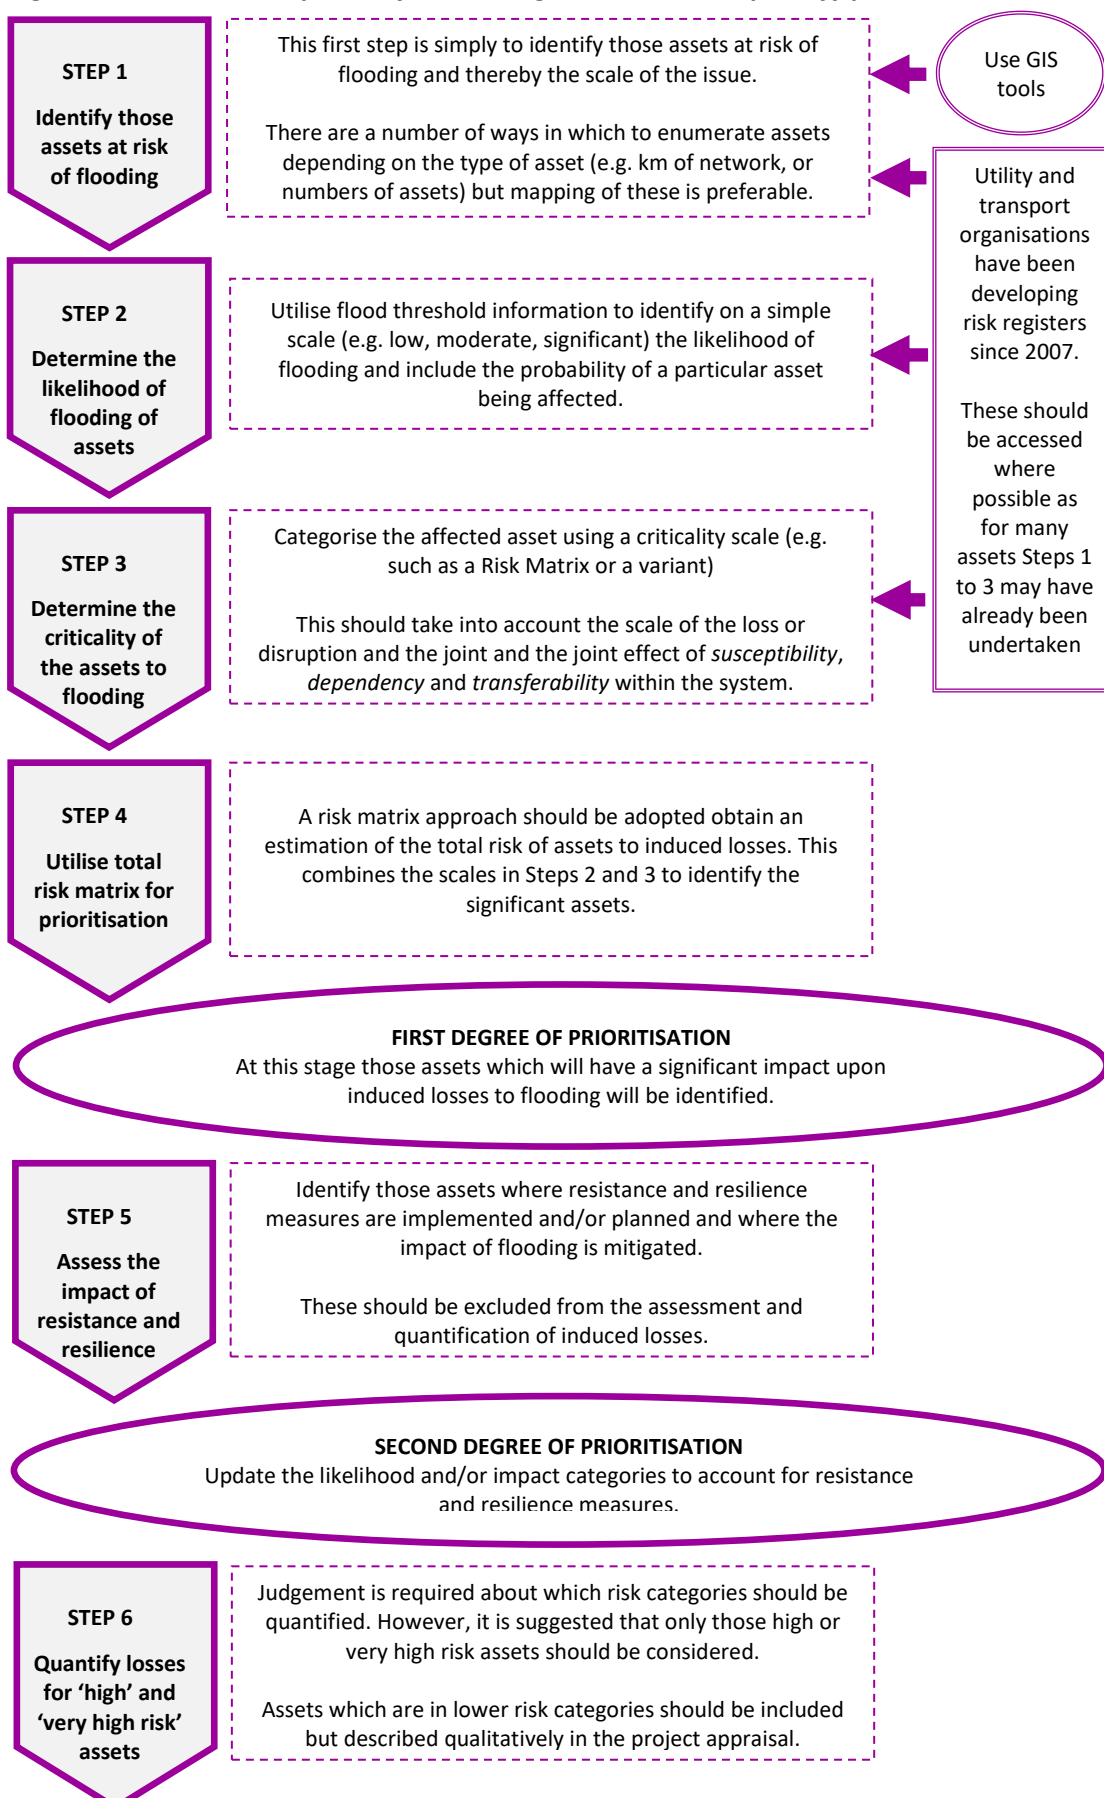 STEP 1
Identify those
assets at risk
of flooding
This first step is simply to identify those assets at risk of
flooding and thereby the scale of the issue.
There are a number of ways in which to enumerate assets
depending on the type of asset (e.g. km of network, or
numbers of assets) but mapping of these is preferable.
Use GIS
tools
Utility and
transport
organisations
have been
developing
risk registers
since 2007.
These should
be accessed
where
possible as
for many
assets Steps 1
to 3 may have
already been
undertaken
STEP 2
Determine the
likelihood of
flooding of
assets
Utilise flood threshold information to identify on a simple
scale (e.g. low, moderate, significant) the likelihood of
flooding and include the probability of a particular asset
being affected.
STEP 3
Determine the
criticality of
the assets to
flooding
Categorise the affected asset using a criticality scale (e.g.
such as a Risk Matrix or a variant)
This should take into account the scale of the loss or
disruption and the joint and the joint effect of susceptibility,
dependency and transferability within the system.
STEP 4
Utilise total
risk matrix for
prioritisation
A risk matrix approach should be adopted obtain an
estimation of the total risk of assets to induced losses. This
combines the scales in Steps 2 and 3 to identify the
significant assets.
FIRST DEGREE OF PRIORITISATION
At this stage those assets which will have a significant impact upon
induced losses to flooding will be identified.
STEP 5
Assess the
impact of
resistance and
resilience
Identify those assets where resistance and resilience
measures are implemented and/or planned and where the
impact of flooding is mitigated.
These should be excluded from the assessment and
quantification of induced losses.
SECOND DEGREE OF PRIORITISATION
Update the likelihood and/or impact categories to account for resistance
and resilience measures.
STEP 6
Quantify losses
for ‘high’ and
‘very high risk’
assets
Judgement is required about which risk categories should be
quantified. However, it is suggested that only those high or
very high risk assets should be considered.
Assets which are in lower risk categories should be included
but described qualitatively in the project appraisal.